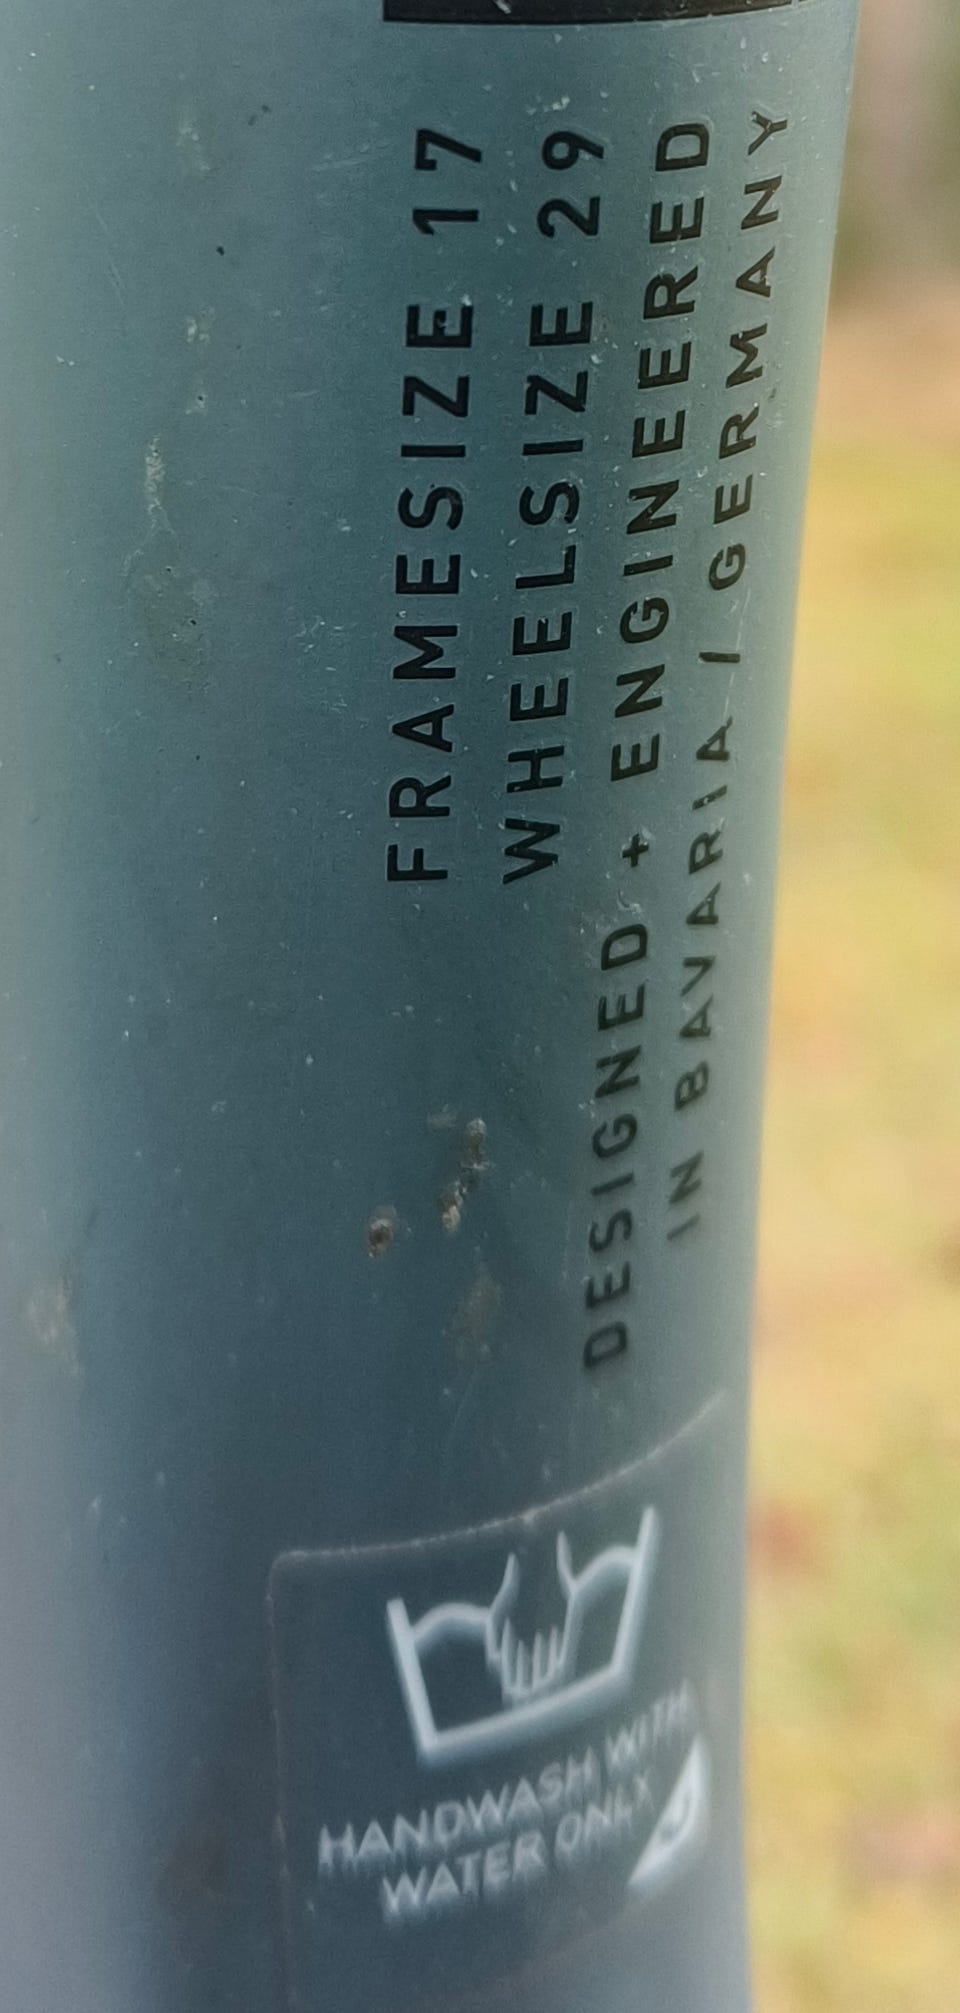 FRAMESIZE 17
WHEELSIZE 29
DESIGNED + ENGINEERED
IN BAVARIA / GERMANY
HANDWASH WITH
WATER ONLY